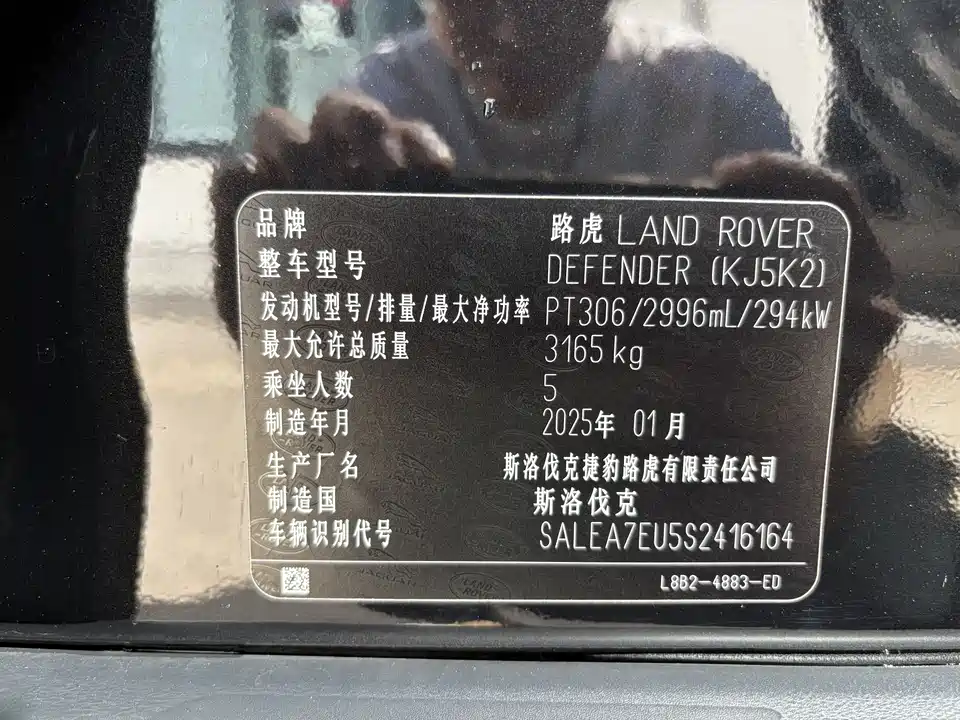 品牌 路虎 LAND ROVER
整车型号 DEFENDER (KJ5K2)
发动机型号/排量/最大净功率 PT306/2996mL/294kW
最大允许总质量 3165 kg
乘坐人数 5
制造年月 2025年 01月
生产厂名 斯洛伐克捷豹路虎有限责任公司
制造国 斯洛伐克
车辆识别代号 SALEA7EU5S2416164
L8B2-4883-ED